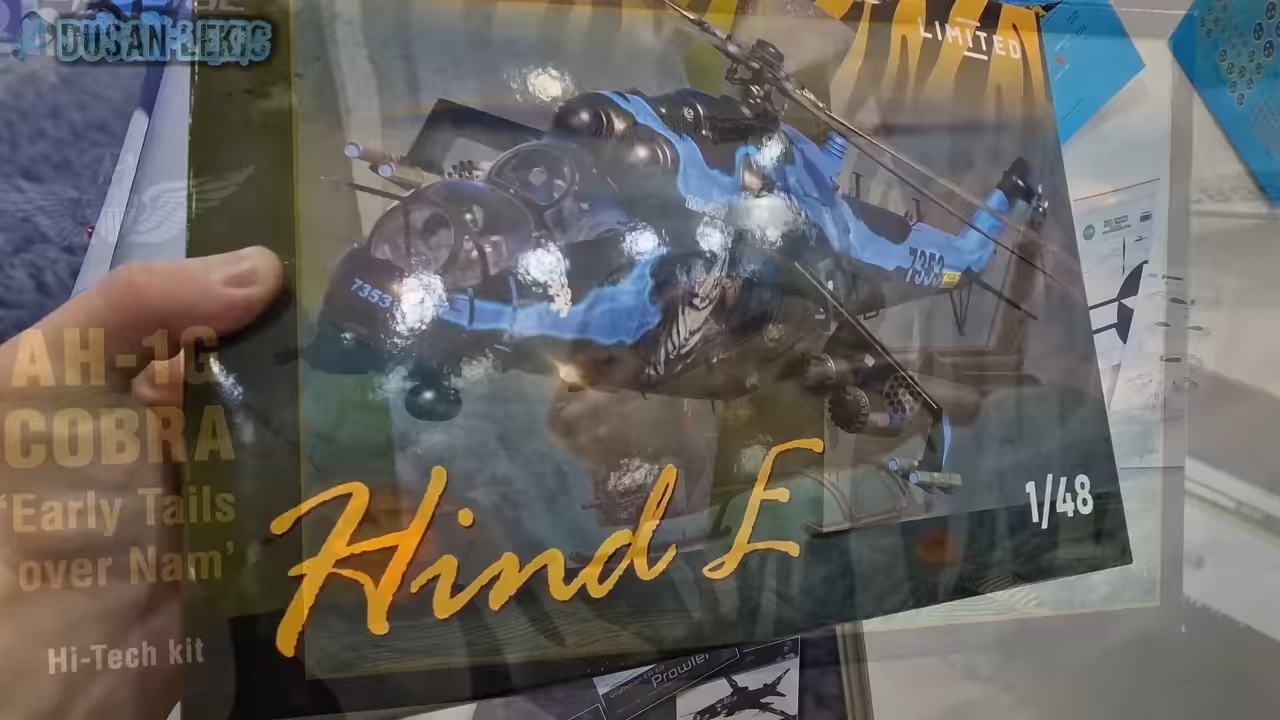 DUSAN LEKIC
LIMITED
7353
7353
AH-1G
COBRA
'Early Tails
over Nam'
Hi-Tech kit
Hind E
1/48
Prowler